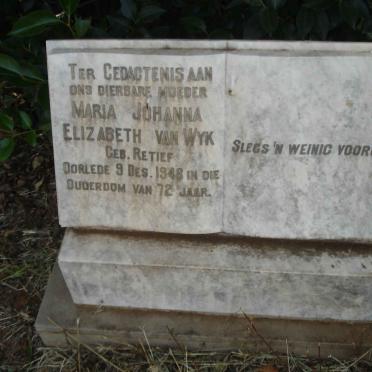 TER GEDAGTENIS AAN
ONS DIERBARE MOEDER
MARIA JOHANNA
ELIZABETH VAN WYK
GEB. RETIEF
OORLEDE 9 DES. 1948 IN DIE
OUDERDOM VAN 72 JAAR.
SLEGS 'N WEINIG VOOR